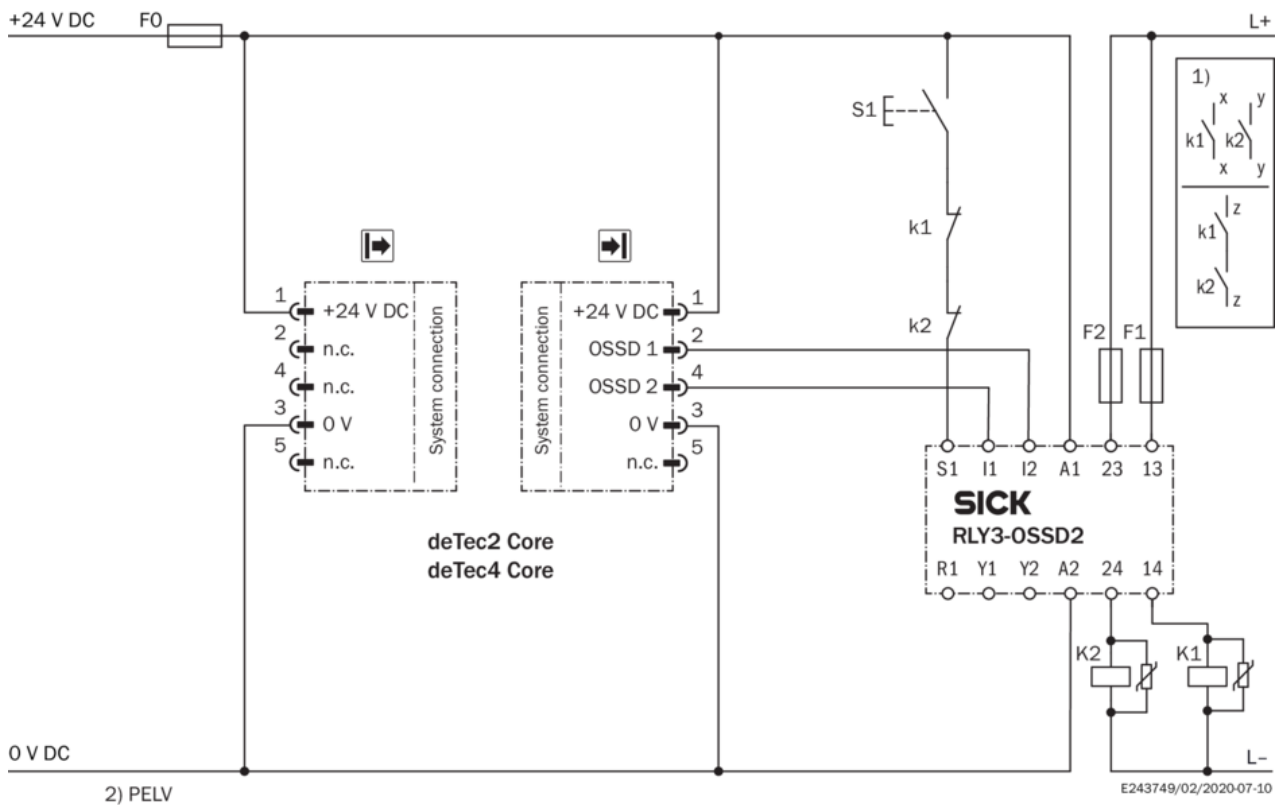 +24 V DC
F0
L+
1)
x y
k1 k2
x y
z
k1
k2
z
S1
k1
k2
F2 F1
1 +24 V DC
2 n.c.
4 n.c.
3 0 V
5 n.c.
System connection
System connection
+24 V DC 1
OSSD 1 2
OSSD 2 4
0 V 3
n.c. 5
deTec2 Core
deTec4 Core
S1 I1 I2 A1 23 13
SICK
RLY3-OSSD2
R1 Y1 Y2 A2 24 14
K2 K1
0 V DC
L–
2) PELV
E243749/02/2020-07-10